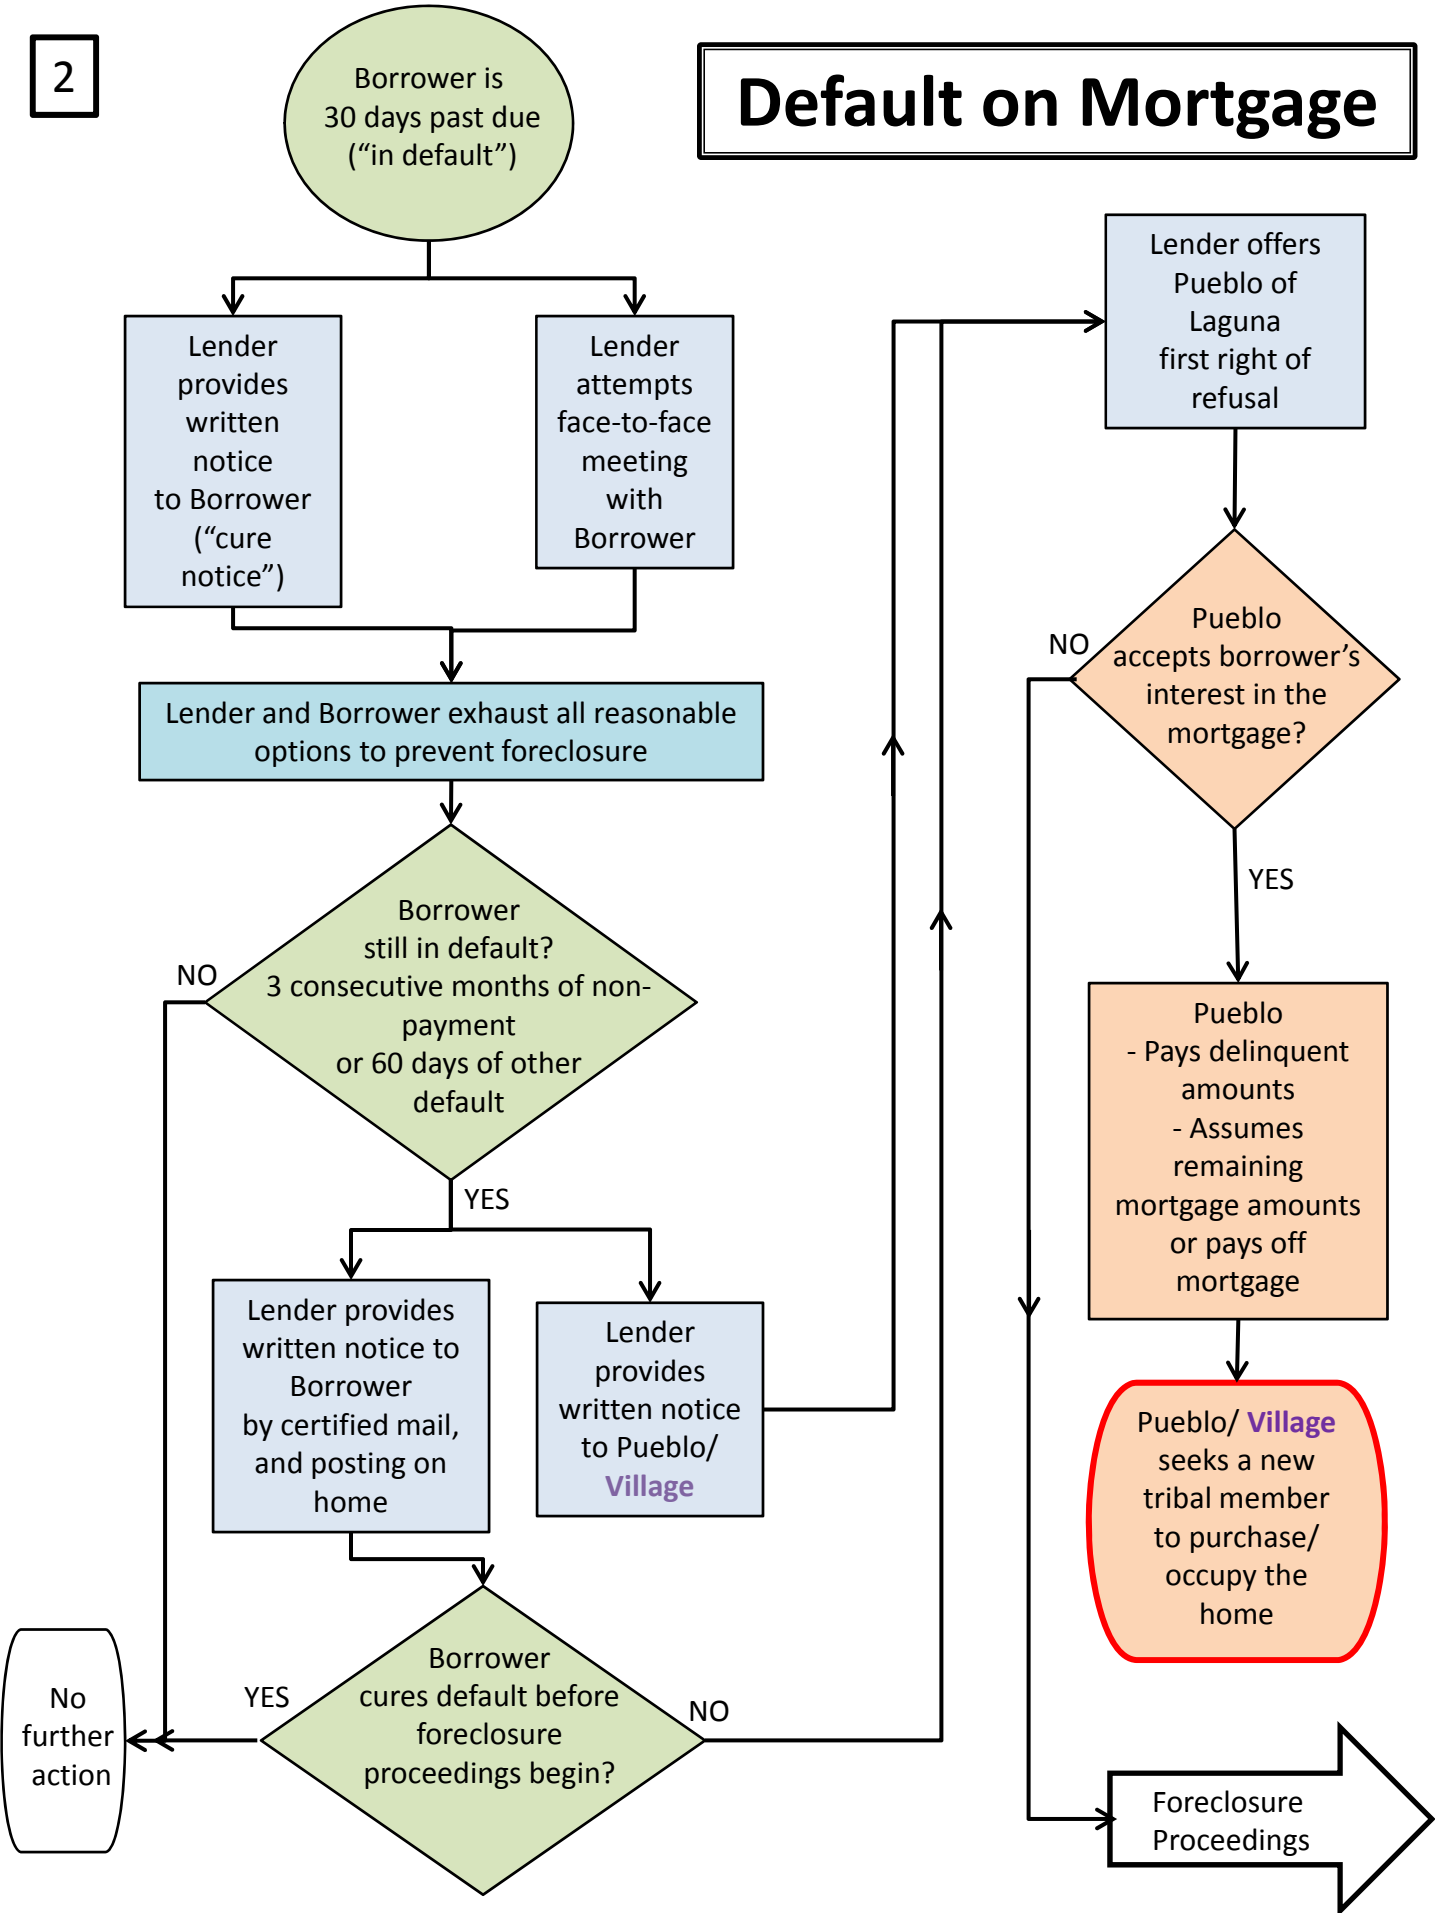 2
Default on Mortgage
Borrower is
30 days past due
(“in default”)
Lender
provides
written
notice
to Borrower
(“cure
notice”)
Lender
attempts
face-to-face
meeting
with
Borrower
Lender and Borrower exhaust all reasonable
options to prevent foreclosure
Borrower
still in default?
3 consecutive months of non-
payment
or 60 days of other
default
NO
YES
Lender provides
written notice to
Borrower
by certified mail,
and posting on
home
Lender
provides
written notice
to Pueblo/
Village
Borrower
cures default before
foreclosure
proceedings begin?
YES
NO
No
further
action
Lender offers
Pueblo of
Laguna
first right of
refusal
Pueblo
accepts borrower’s
interest in the
mortgage?
NO
YES
Pueblo
- Pays delinquent
amounts
- Assumes
remaining
mortgage amounts
or pays off
mortgage
Pueblo/ Village
seeks a new
tribal member
to purchase/
occupy the
home
Foreclosure
Proceedings